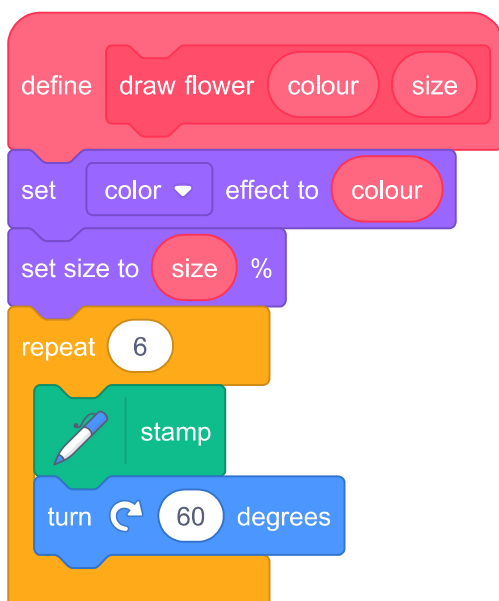 define draw flower colour size
set color effect to colour
set size to size %
repeat 6
stamp
turn 60 degrees